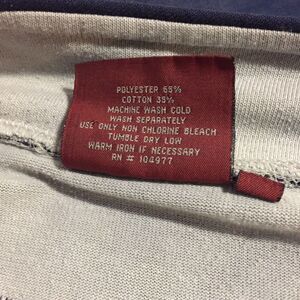 POLYESTER 65%
COTTON 35%
MACHINE WASH COLD
WASH SEPARATELY
USE ONLY NON CHLORINE BLEACH
TUMBLE DRY LOW
WARM IRON IF NECESSARY
RN # 104977